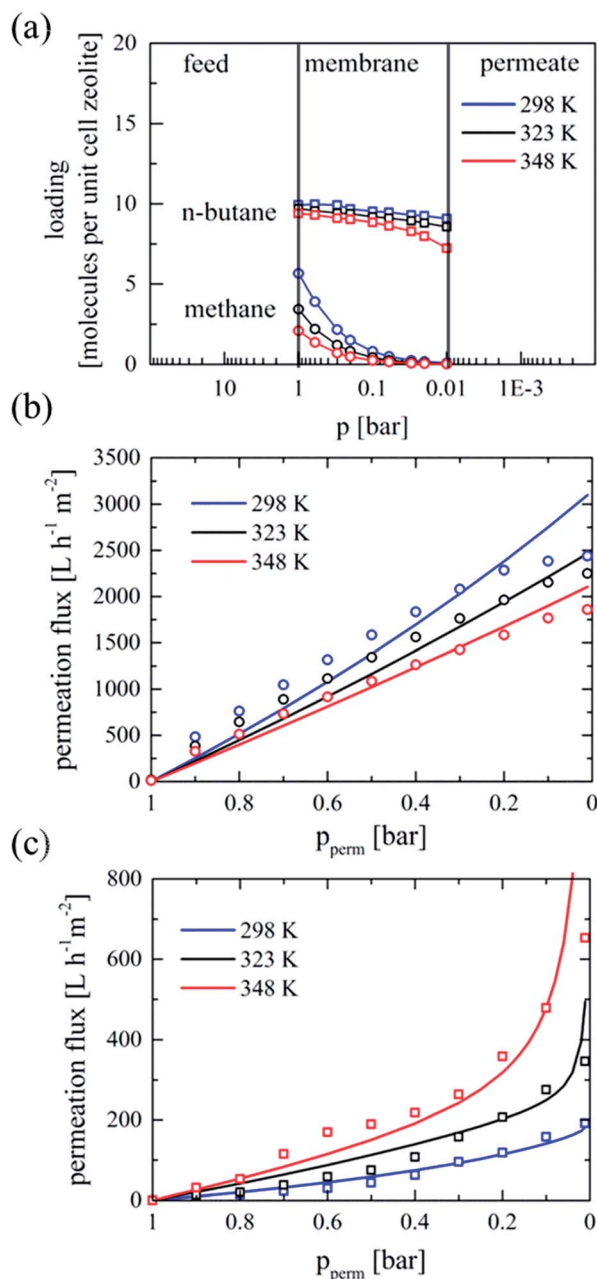 (a)
20
15
10
5
0
loading
[molecules per unit cell zeolite]
feed
membrane
permeate
298 K
323 K
348 K
n-butane
methane
10
1
0.1
0.01
1E-3
p [bar]
(b)
3500
3000
2500
2000
1500
1000
500
0
permeation flux [L h⁻¹ m⁻²]
298 K
323 K
348 K
1
0.8
0.6
0.4
0.2
0
p_perm [bar]
(c)
800
600
400
200
0
permeation flux [L h⁻¹m⁻²]
298 K
323 K
348 K
1
0.8
0.6
0.4
0.2
0
p_perm [bar]